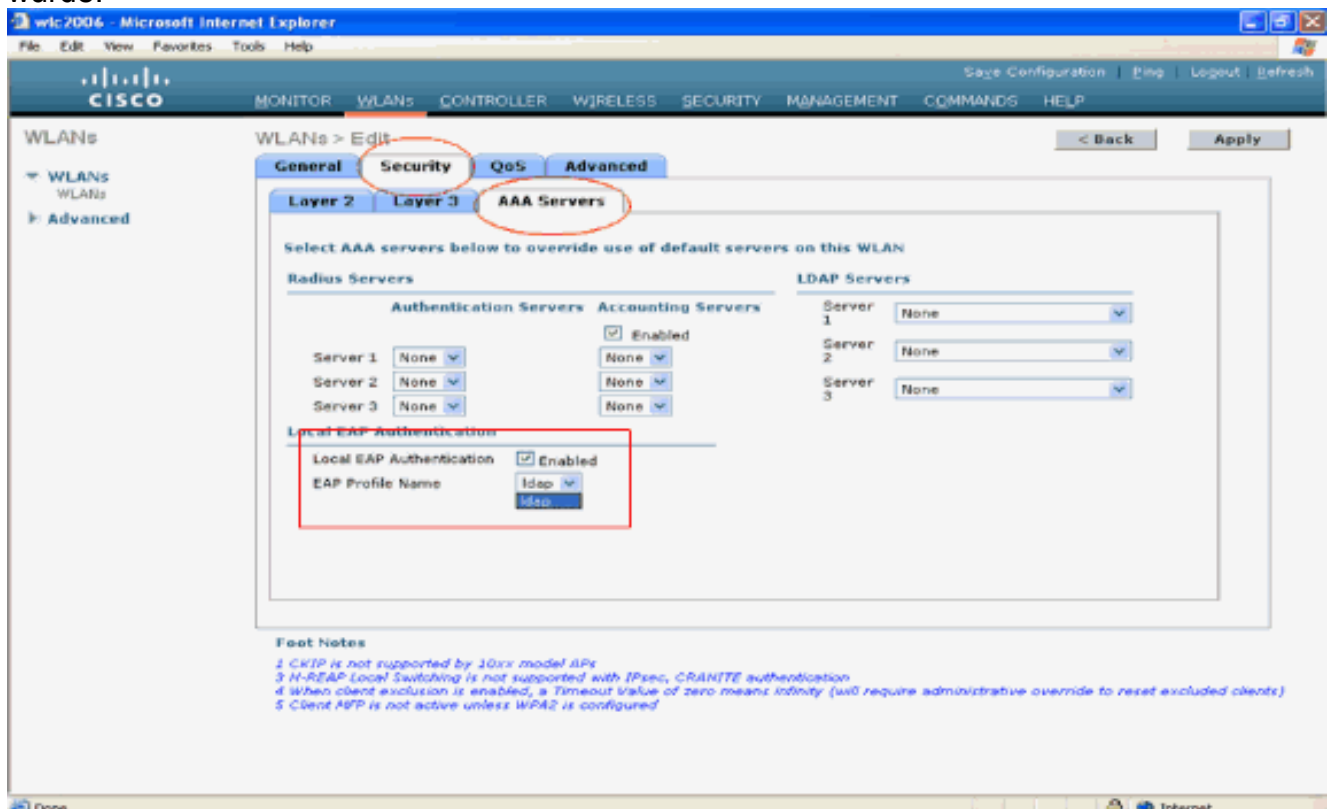 wlc2006 - Microsoft Internet Explorer
File Edit View Favorites Tools Help
Save Configuration | Ping | Logout | Refresh
CISCO
MONITOR WLANs CONTROLLER WIRELESS SECURITY MANAGEMENT COMMANDS HELP
WLANs
WLANs > Edit
< Back
Apply
General Security QoS Advanced
WLANs
WLANs
Advanced
Layer 2 Layer 3 AAA Servers
Select AAA servers below to override use of default servers on this WLAN
Radius Servers
LDAP Servers
Authentication Servers Accounting Servers
Enabled
Server 1 None None
Server 2 None None
Server 3 None None
Server 1 None
Server 2 None
Server 3 None
Local EAP Authentication
Local EAP Authentication Enabled
EAP Profile Name ldap
ldap
Foot Notes
1 CKIP is not supported by 10xx model APs
3 H-REAP Local Switching is not supported with IPsec, CRANITE authentication
4 When client exclusion is enabled, a Timeout Value of zero means infinity (will require administrative override to reset excluded clients)
5 Client MFP is not active unless WPA2 is configured
Done
Internet